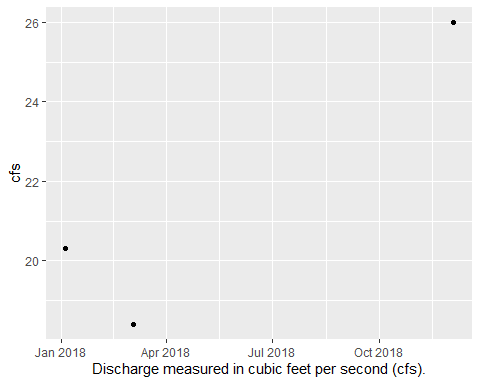 26
24
22
20
cfs
Jan 2018 Apr 2018 Jul 2018 Oct 2018
Discharge measured in cubic feet per second (cfs).